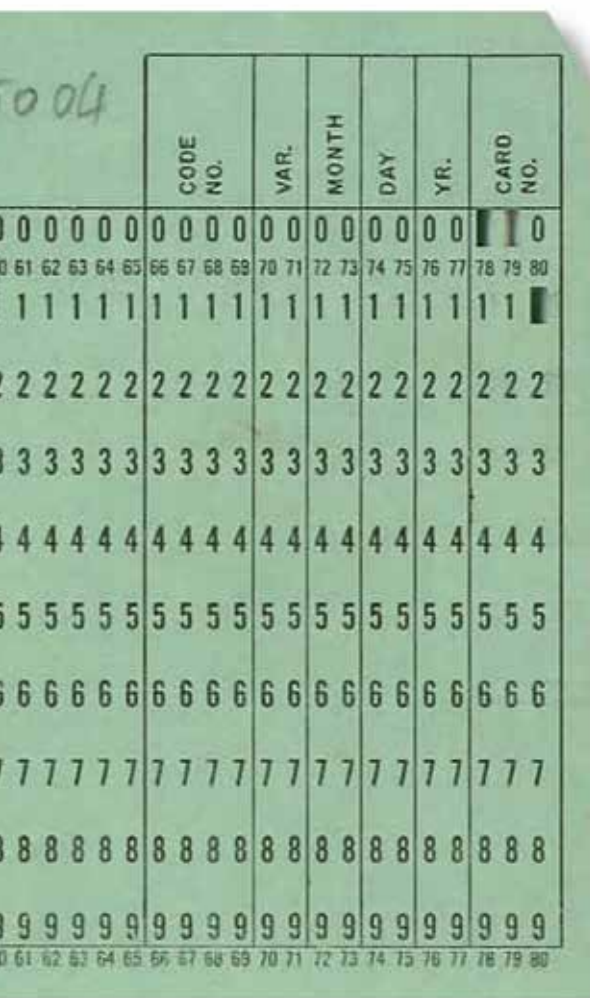 0 04
CODE NO.
VAR.
MONTH
DAY
YR.
CARD NO.
0 0 0 0 0 0 0 0 0 0 0 0 0 0 0 0 0 0
61 62 63 64 65 66 67 68 69 70 71 72 73 74 75 76 77 78 79 80
1 1 1 1 1 1 1 1 1 1 1 1 1 1 1 1 1 1 1
2 2 2 2 2 2 2 2 2 2 2 2 2 2 2 2 2 2 2 2
3 3 3 3 3 3 3 3 3 3 3 3 3 3 3 3 3 3 3 3
4 4 4 4 4 4 4 4 4 4 4 4 4 4 4 4 4 4 4 4
5 5 5 5 5 5 5 5 5 5 5 5 5 5 5 5 5 5 5 5
6 6 6 6 6 6 6 6 6 6 6 6 6 6 6 6 6 6 6 6
7 7 7 7 7 7 7 7 7 7 7 7 7 7 7 7 7 7 7 7
8 8 8 8 8 8 8 8 8 8 8 8 8 8 8 8 8 8 8 8
9 9 9 9 9 9 9 9 9 9 9 9 9 9 9 9 9 9 9 9
61 62 63 64 65 66 67 68 69 70 71 72 73 74 75 76 77 78 79 80